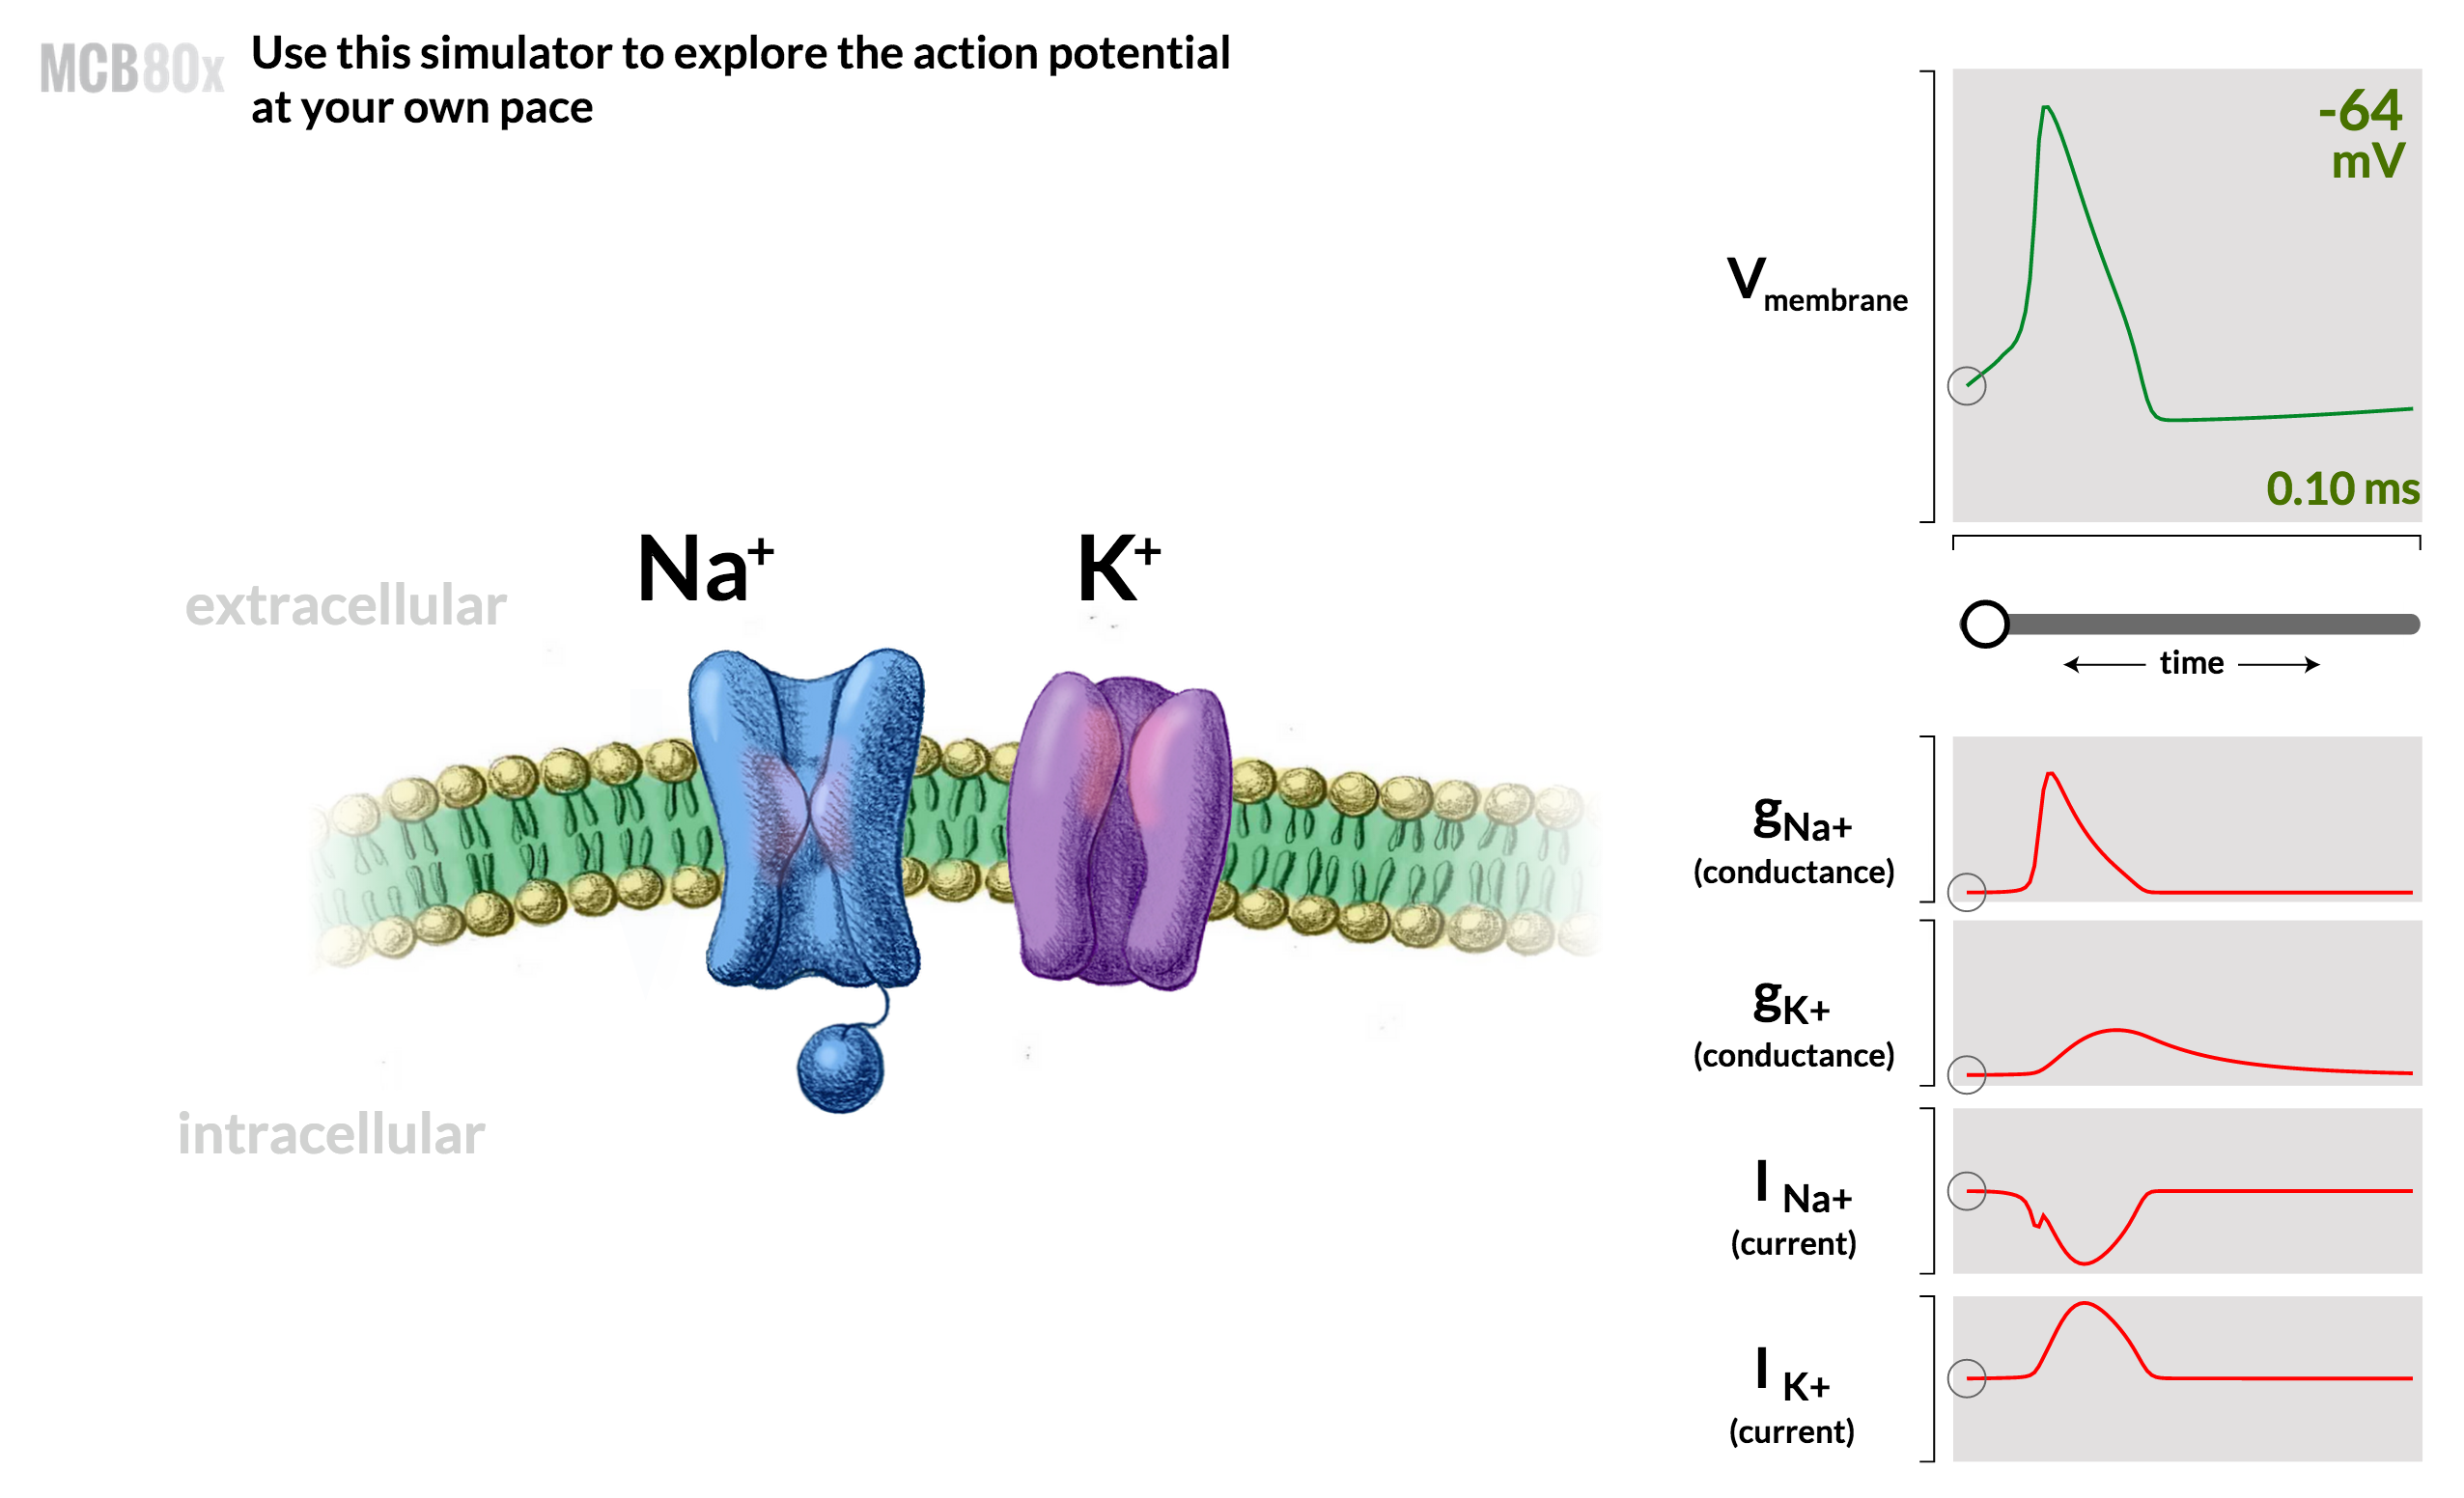 MCB80x
Use this simulator to explore the action potential
at your own pace
-64
mV
Vmembrane
0.10 ms
Na+
K+
extracellular
time
gNa+
(conductance)
gK+
(conductance)
intracellular
I Na+
(current)
I K+
(current)